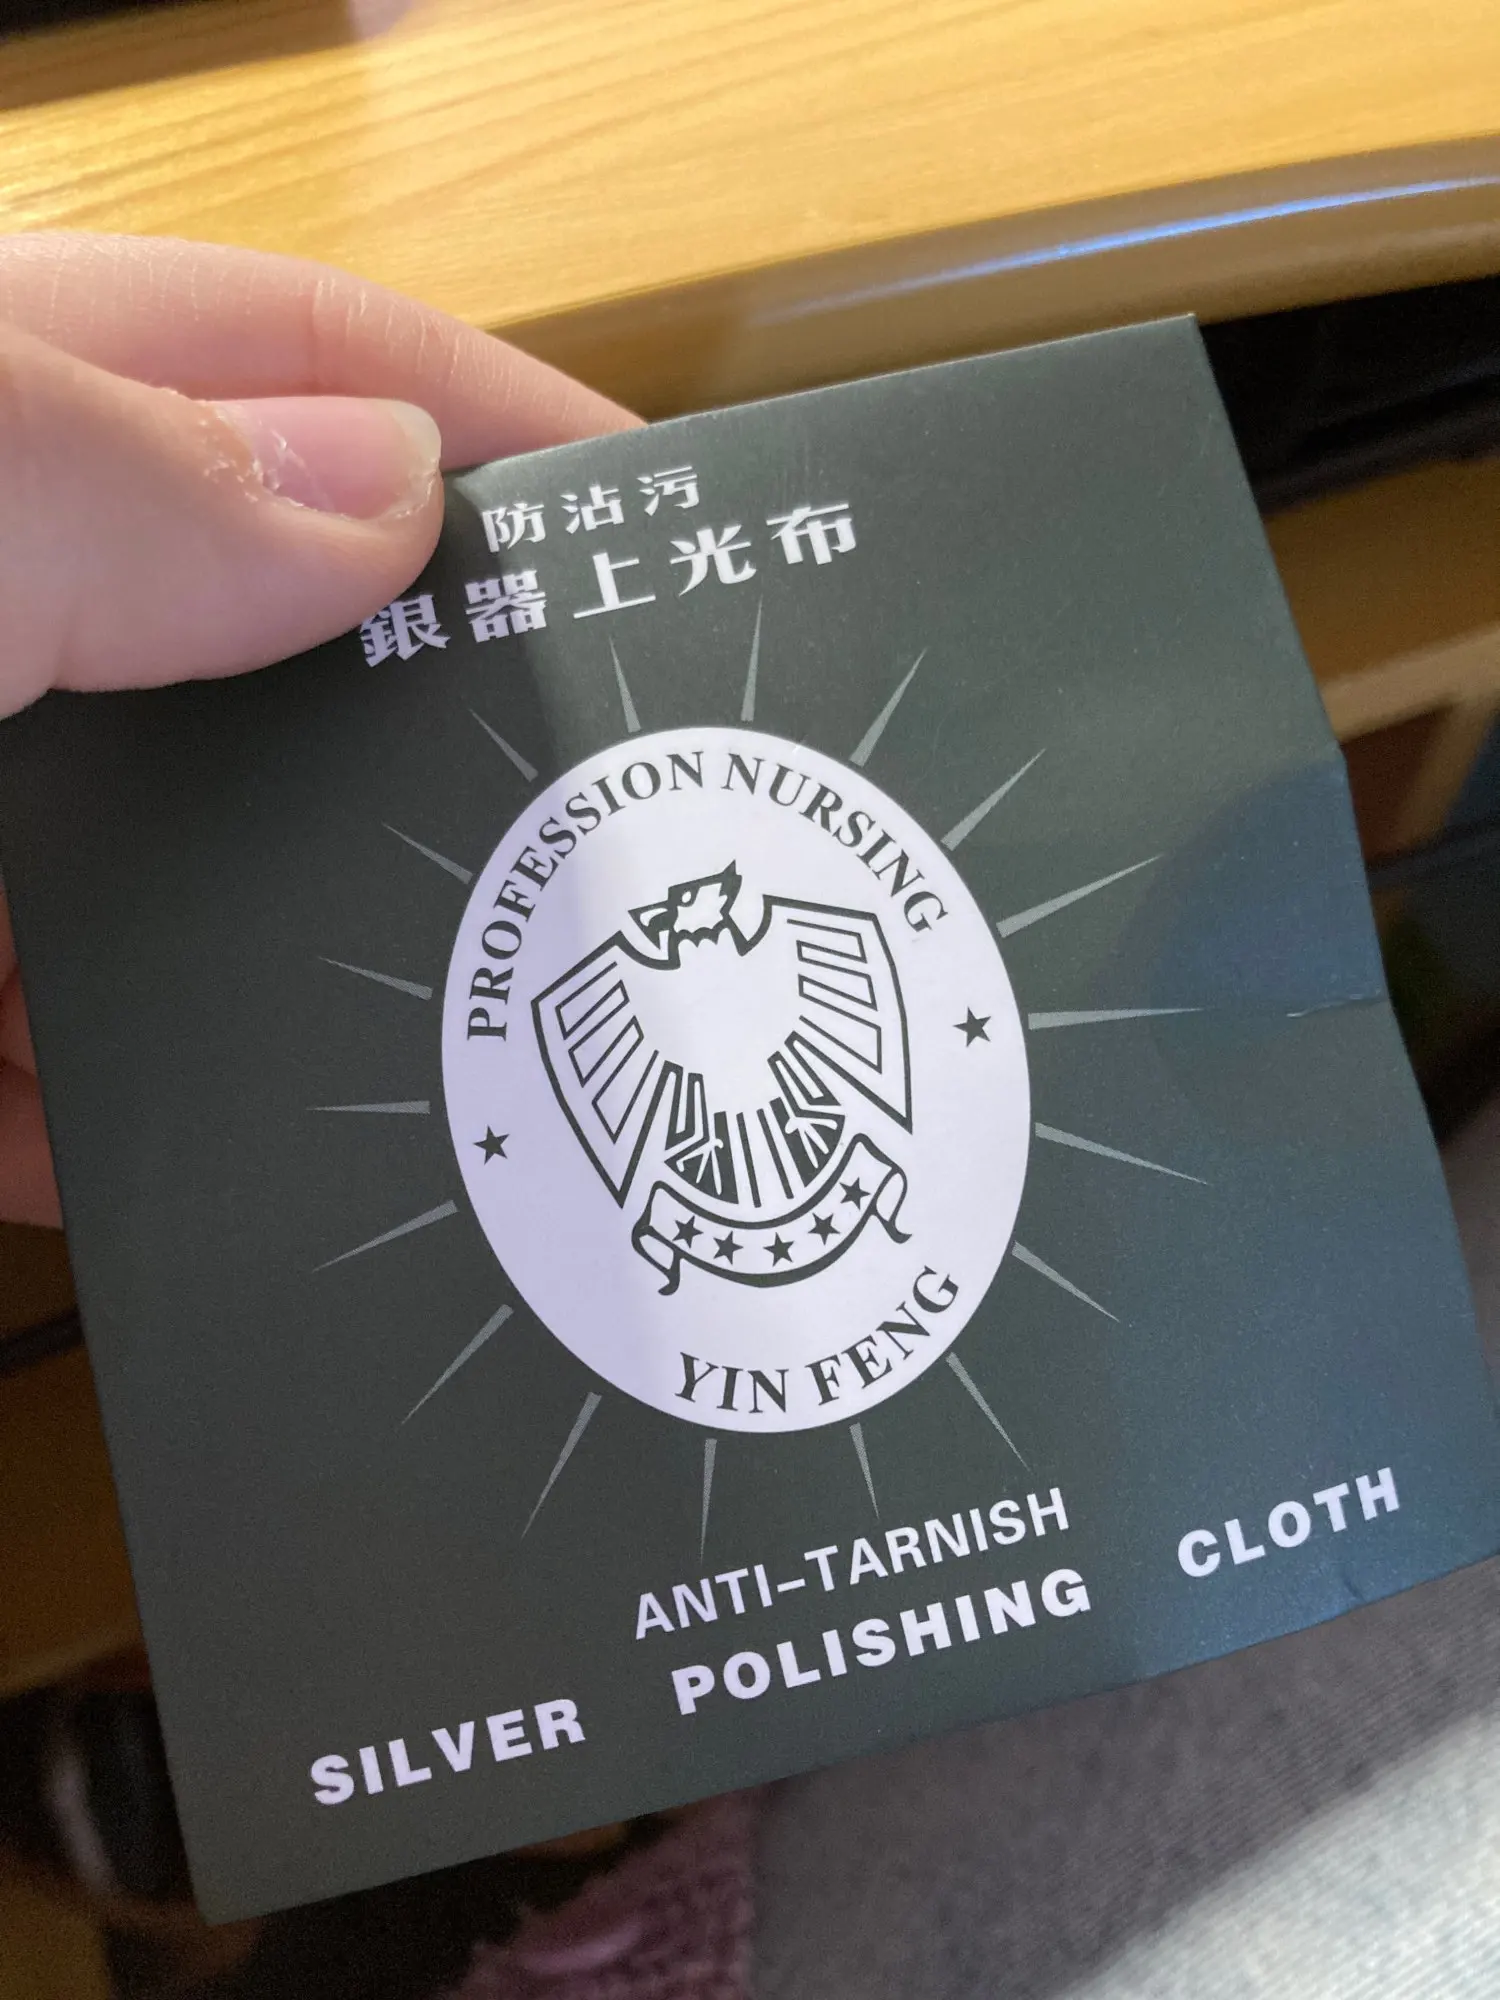 防沾污
銀器上光布
PROFESSION NURSING
YIN FENG
ANTI-TARNISH
SILVER POLISHING CLOTH